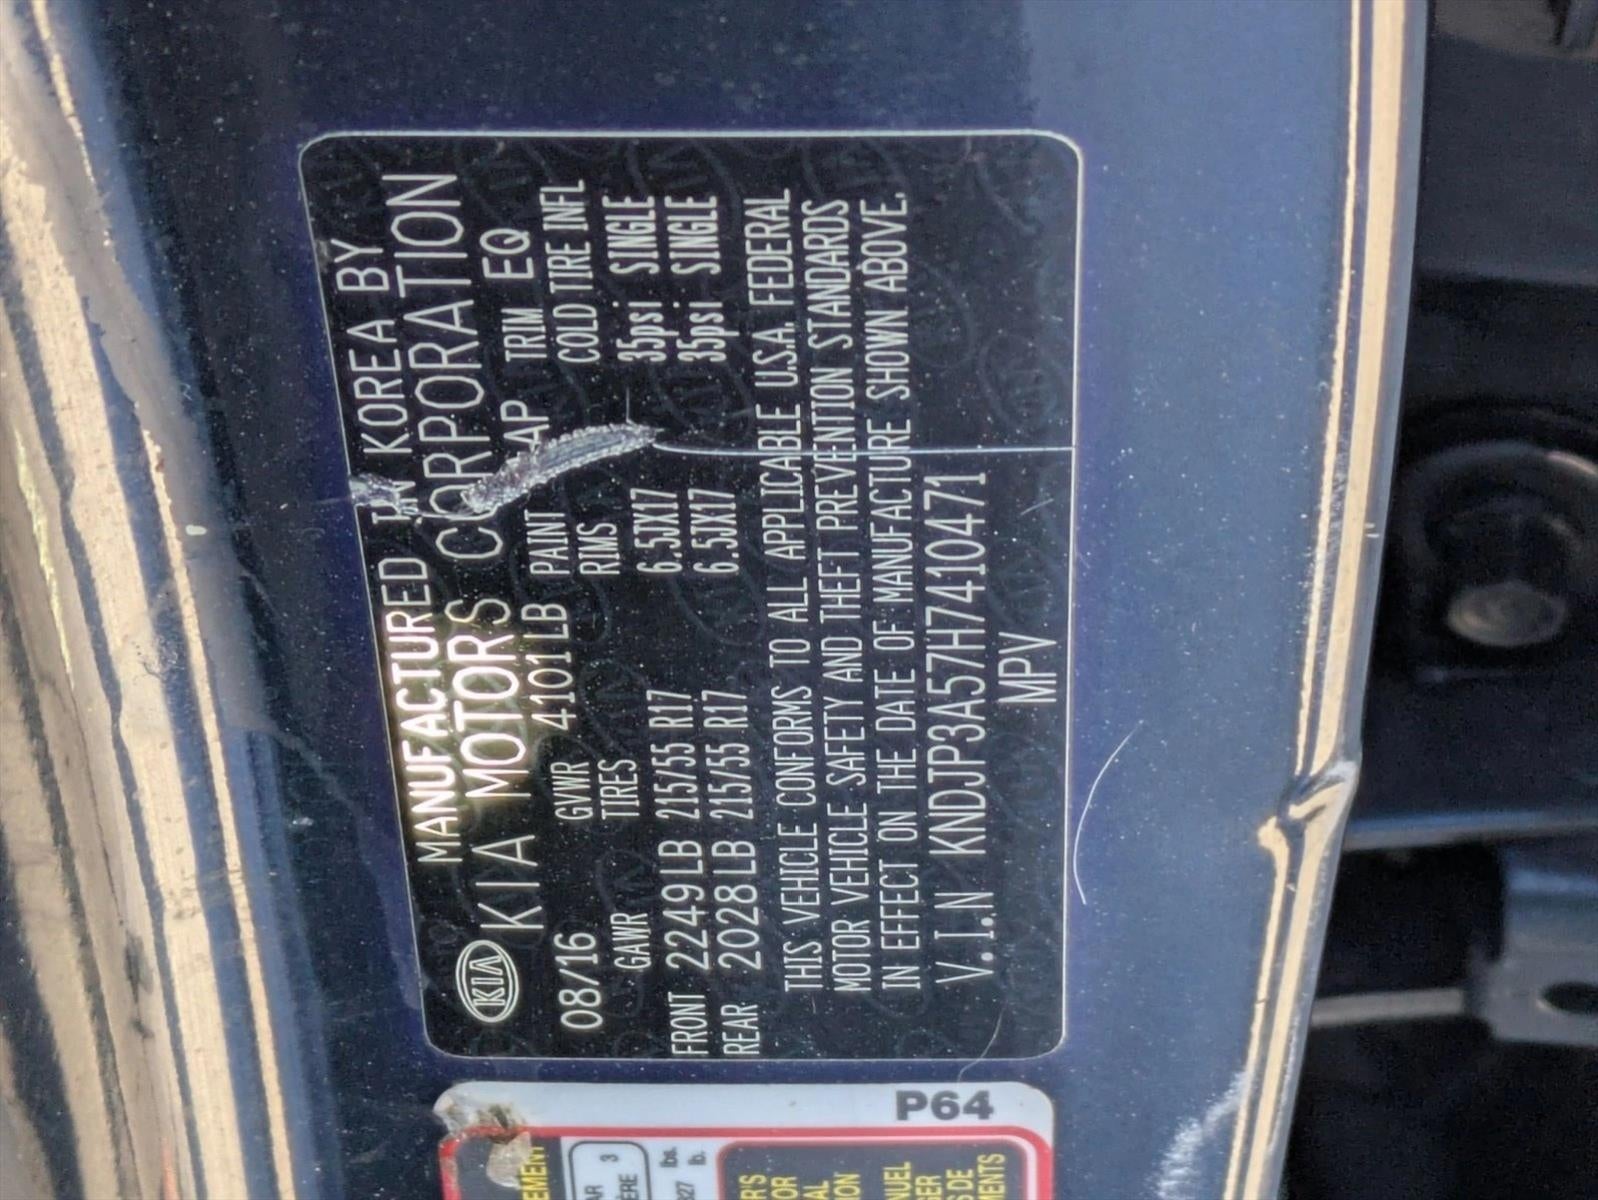 MANUFACTURED IN KOREA BY
KIA KIA MOTORS CORPORATION
08/16 GVWR 4101LB PAINT AP TRIM EQ
GAWR TIRES RIMS COLD TIRE INFL
FRONT 2249LB 215/55 R17 6.5JX17 35psi SINGLE
REAR 2028LB 215/55 R17 6.5JX17 35psi SINGLE
THIS VEHICLE CONFORMS TO ALL APPLICABLE U.S.A. FEDERAL
MOTOR VEHICLE SAFETY AND THEFT PREVENTION STANDARDS
IN EFFECT ON THE DATE OF MANUFACTURE SHOWN ABOVE.
V.I.N KNDJP3A57H7410471
MPV
P64
3
lbs.